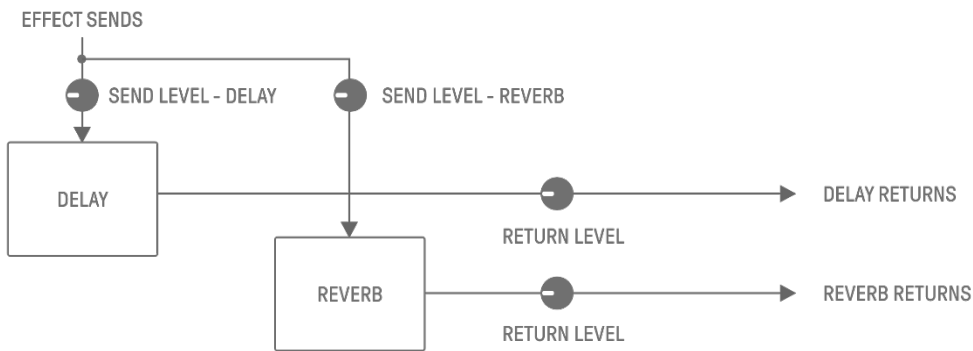 EFFECT SENDS
SEND LEVEL - DELAY
SEND LEVEL - REVERB
DELAY
DELAY RETURNS
RETURN LEVEL
REVERB
REVERB RETURNS
RETURN LEVEL